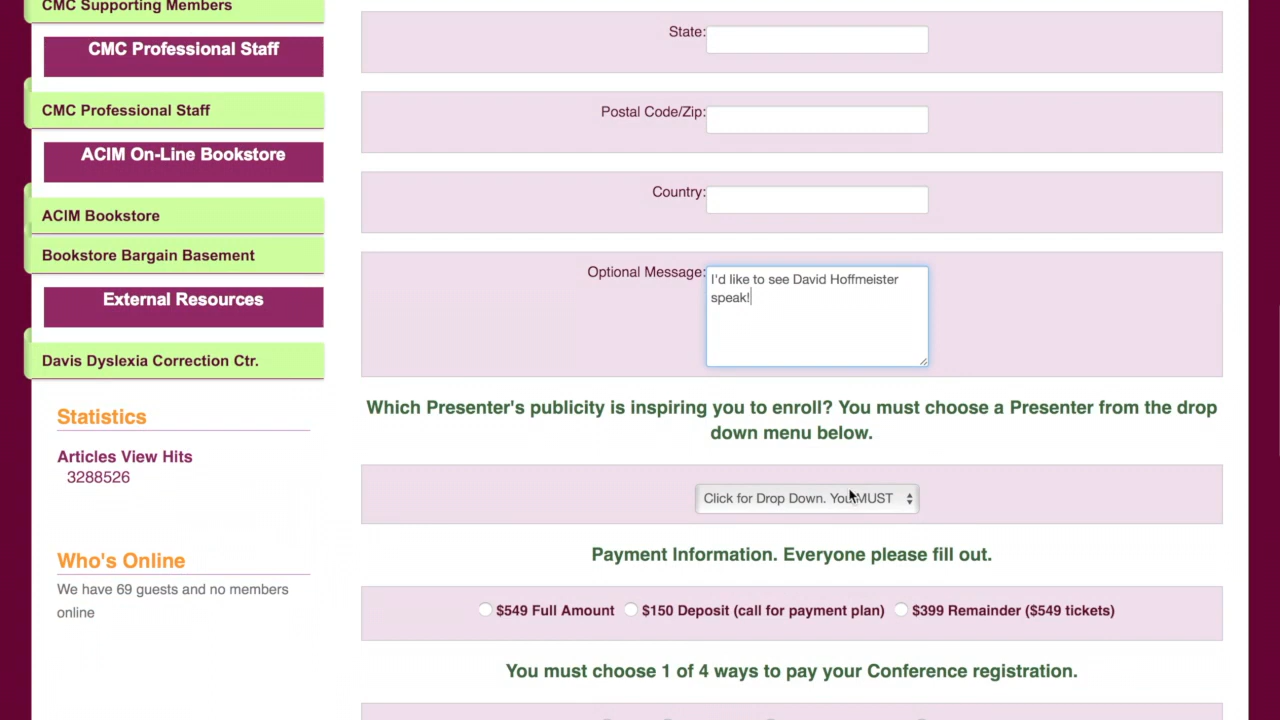 CMC Supporting Members
CMC Professional Staff
CMC Professional Staff
ACIM On-Line Bookstore
ACIM Bookstore
Bookstore Bargain Basement
External Resources
Davis Dyslexia Correction Ctr.
Statistics
Articles View Hits
3288526
Who's Online
We have 69 guests and no members
online
State:
Postal Code/Zip:
Country:
Optional Message:
I'd like to see David Hoffmeister
speak!
Which Presenter's publicity is inspiring you to enroll? You must choose a Presenter from the drop
down menu below.
Click for Drop Down. You MUST
Payment Information. Everyone please fill out.
$549 Full Amount $150 Deposit (call for payment plan) $399 Remainder ($549 tickets)
You must choose 1 of 4 ways to pay your Conference registration.